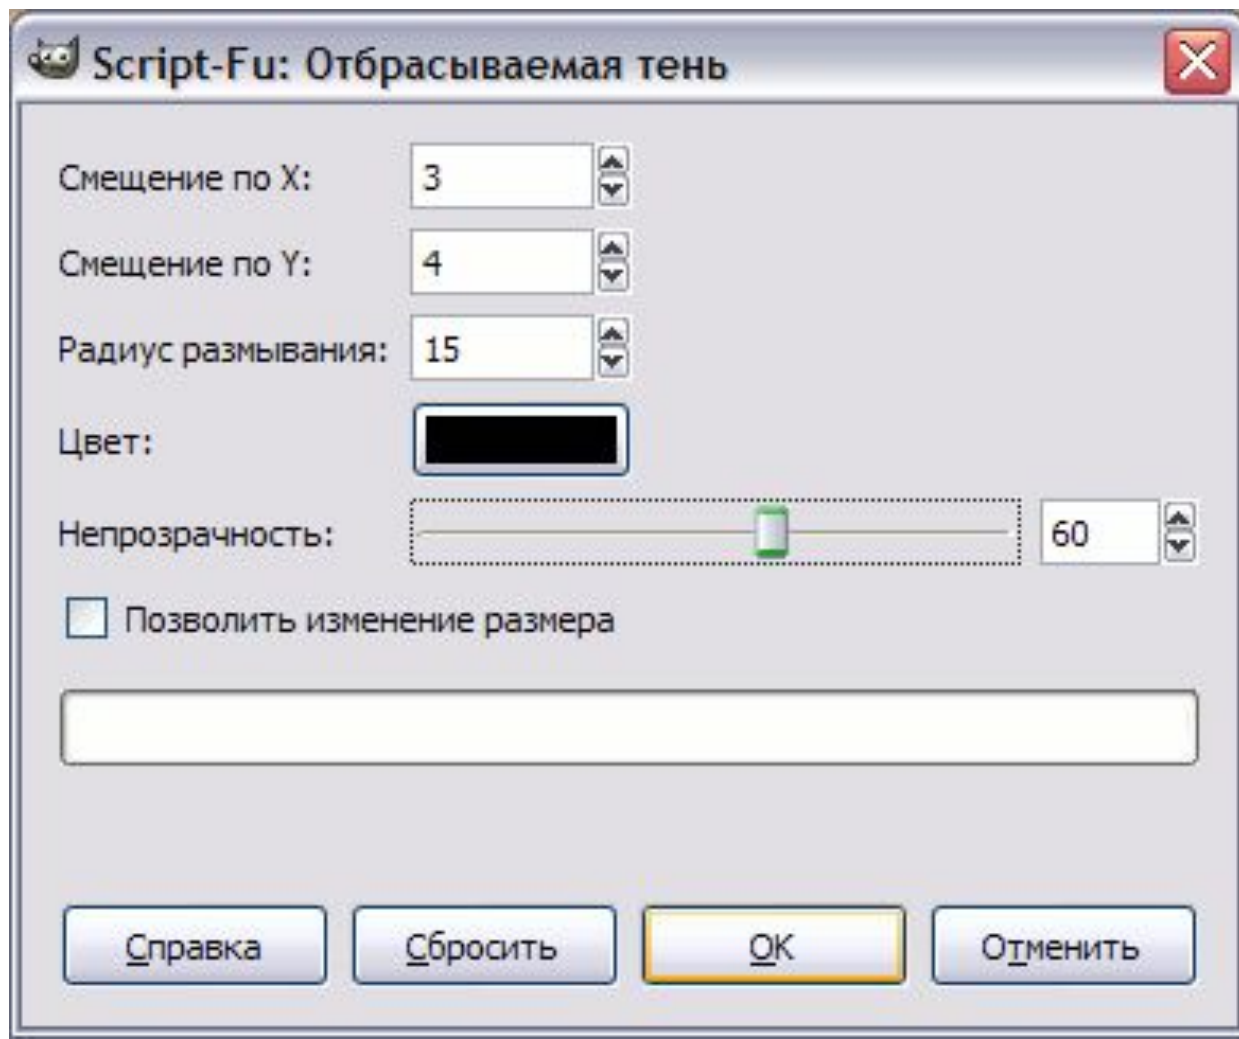 Script-Fu: Отбрасываемая тень
Смещение по X: 3
Смещение по Y: 4
Радиус размывания: 15
Цвет:
Непрозрачность: 60
Позволить изменение размера
Справка Сбросить OK Отменить